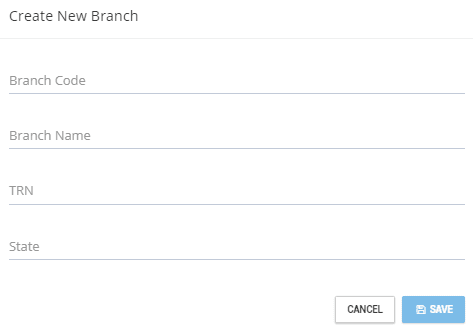 Create New Branch
Branch Code
Branch Name
TRN
State
CANCEL
SAVE